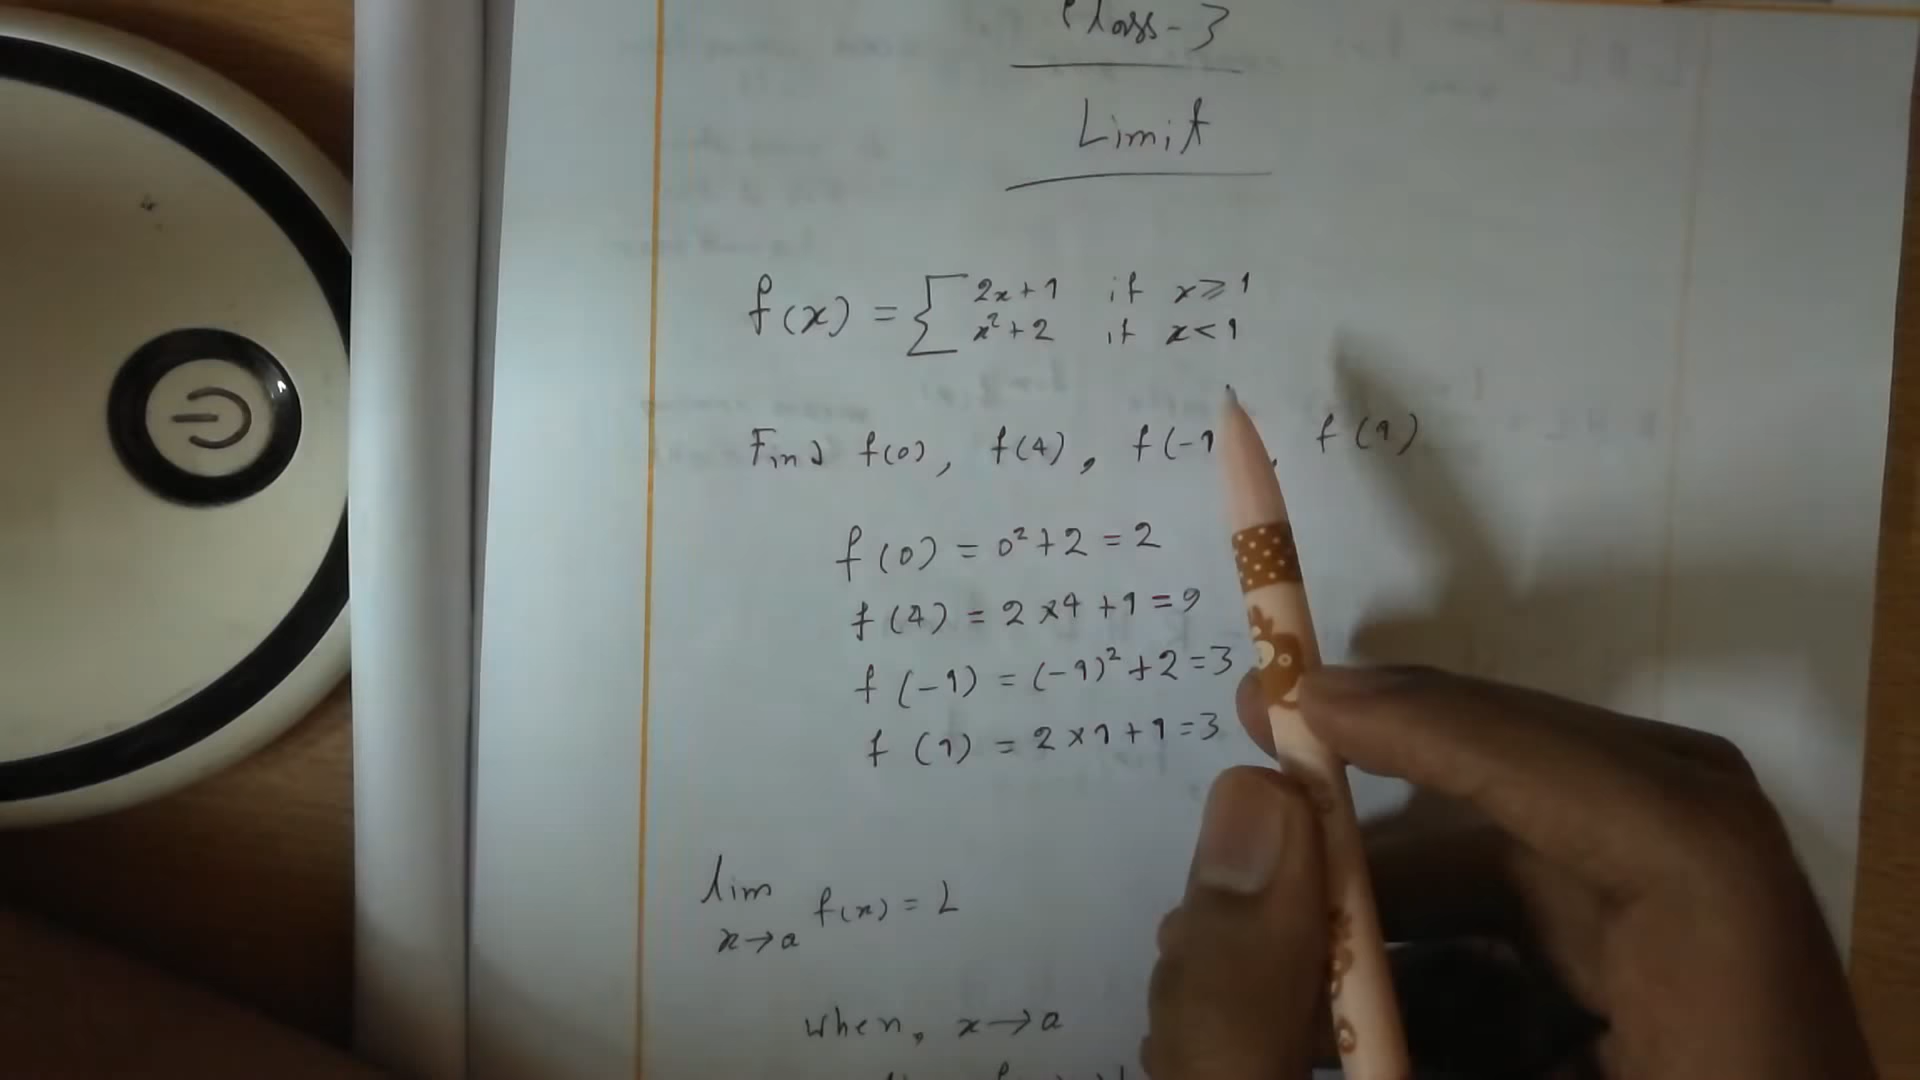 Class-3
Limit
f(x) = { 2x+1 if x≥1
x²+2 if x<1
Find f(0), f(4), f(-1 , f(1)
f(0) = 0²+2 = 2
f(4) = 2×4+1=9
f(-1) = (-1)²+2=3
f(1) = 2×1+1=3
lim f(x) = L
x→a
when, x→a